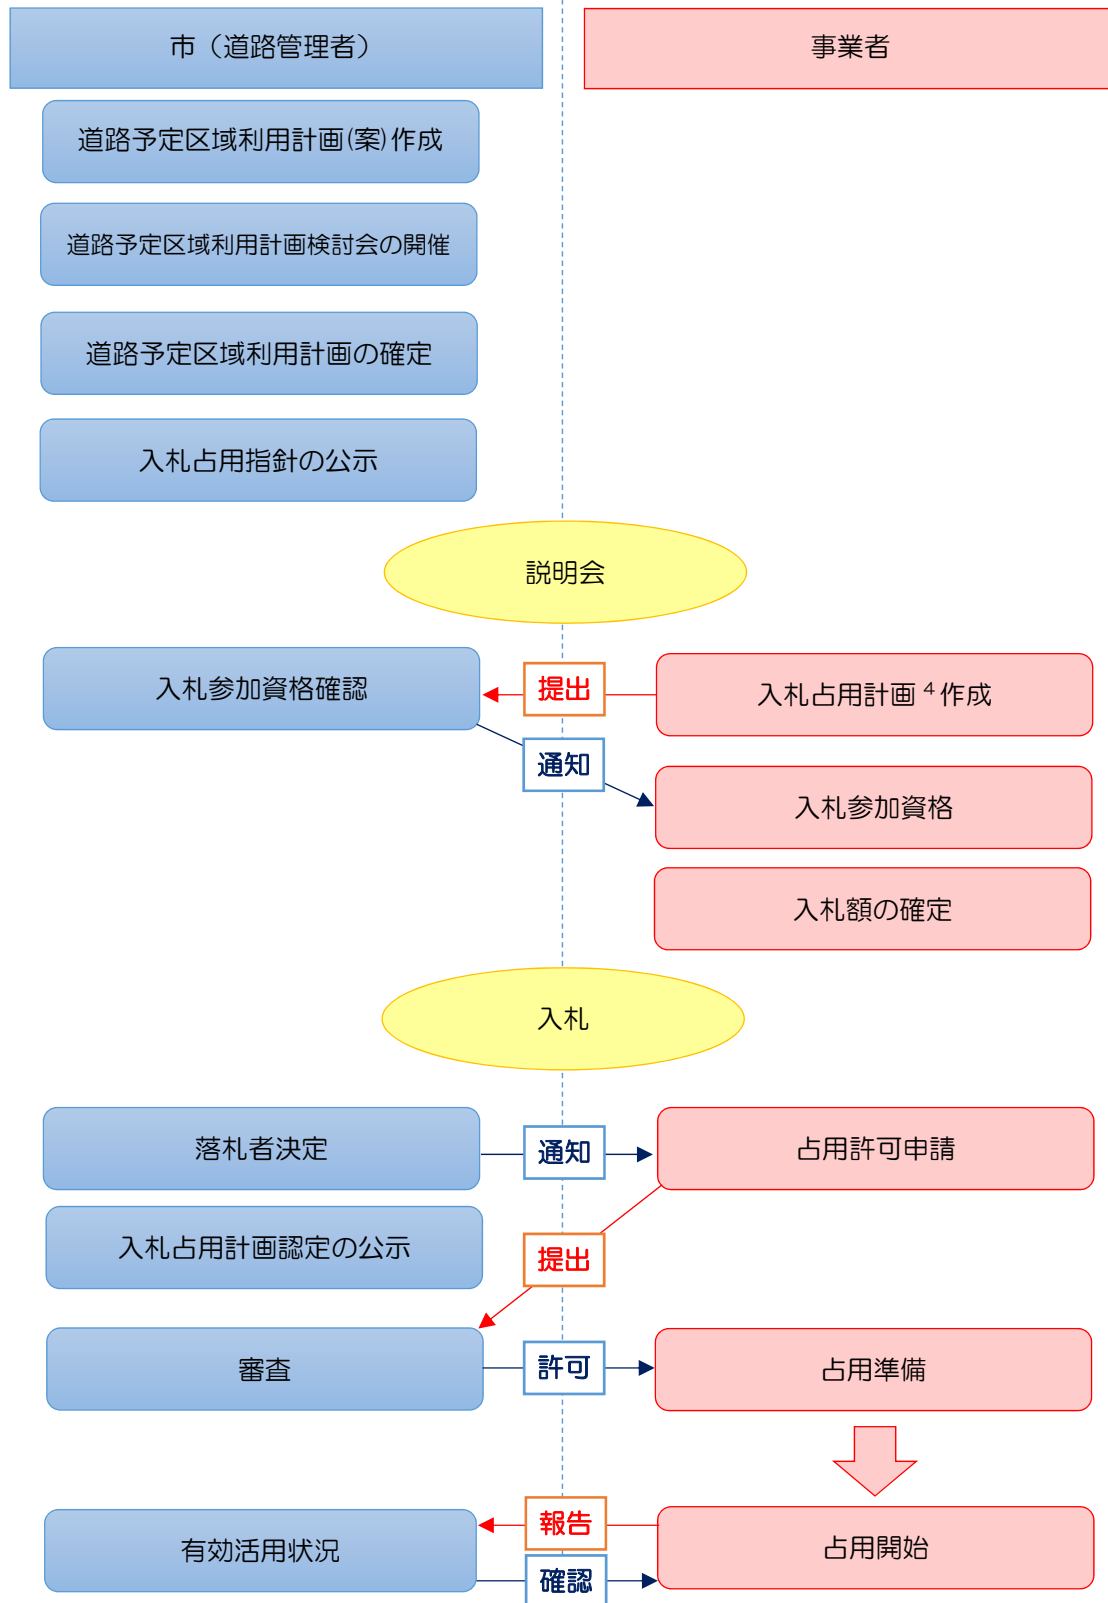 市（道路管理者）
事業者
道路予定区域利用計画(案)作成
道路予定区域利用計画検討会の開催
道路予定区域利用計画の確定
入札占用指針の公示
説明会
入札参加資格確認
提出
入札占用計画⁴作成
通知
入札参加資格
入札額の確定
入札
落札者決定
通知
占用許可申請
入札占用計画認定の公示
提出
審査
許可
占用準備
報告
有効活用状況
占用開始
確認